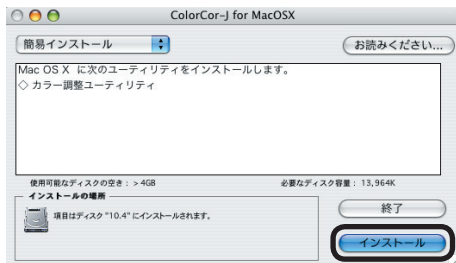 ColorCor-J for MacOSX
簡易インストール
お読みください...
Mac OS X に次のユーティリティをインストールします。
◇ カラー調整ユーティリティ
使用可能なディスクの空き： > 4GB
必要なディスク容量： 13,964K
インストールの場所
項目はディスク "10.4" にインストールされます。
終了
インストール